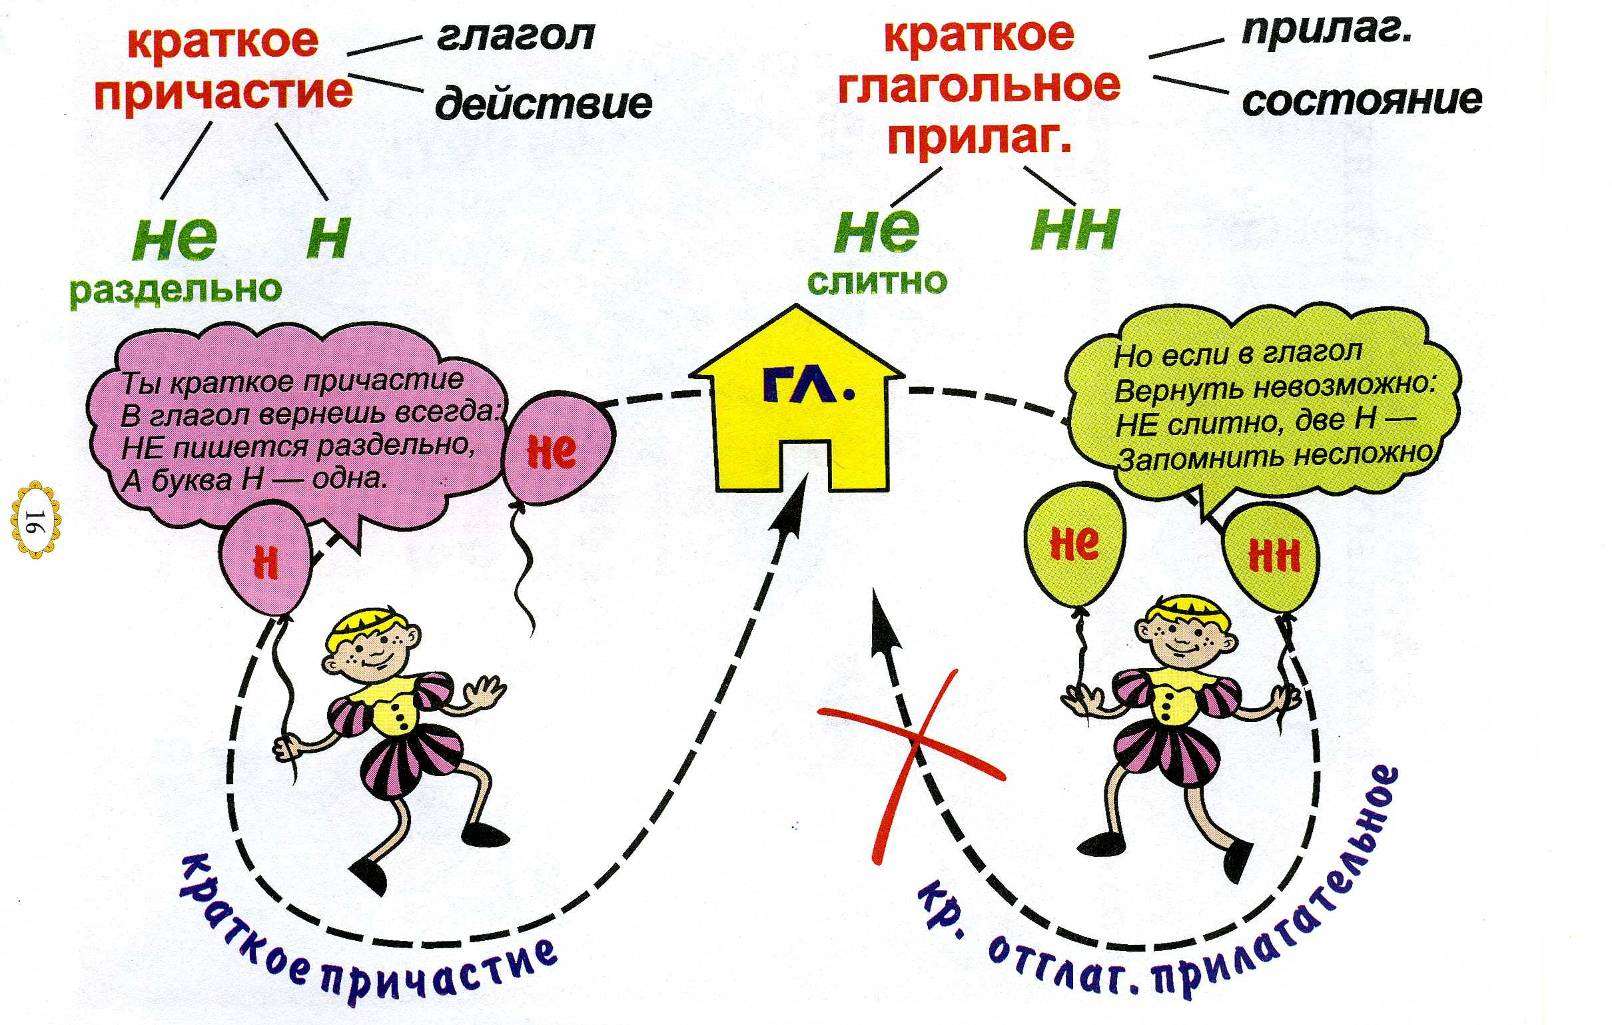 краткое
причастие
глагол
действие
не н
раздельно
краткое
глагольное
прилаг.
прилаг.
состояние
не нн
слитно
Ты краткое причастие
В глагол вернешь всегда:
НЕ пишется раздельно,
А буква Н — одна.
не
н
гл.
Но если в глагол
Вернуть невозможно:
НЕ слитно, две Н —
Запомнить несложно
не
нн
16
краткое причастие
кр. отглаг. прилагательное